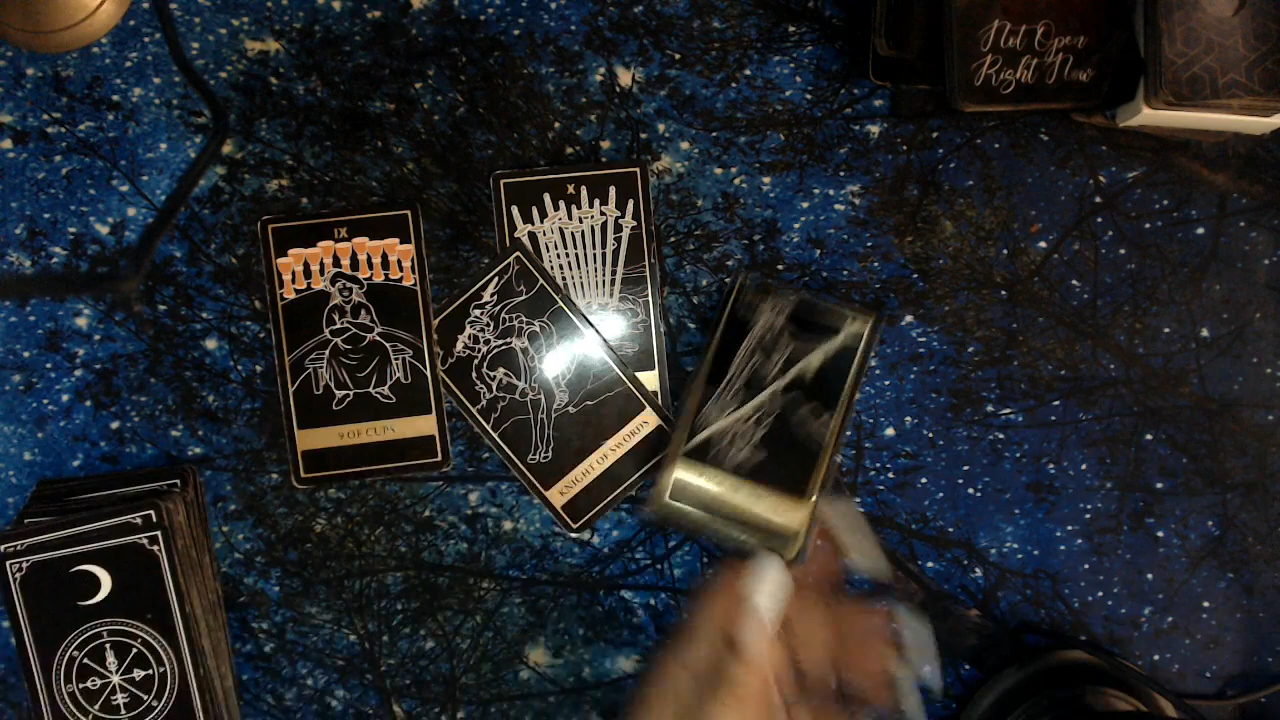 Not Open
Right Now
X
IX
9 OF CUPS
KNIGHT OF SWORDS